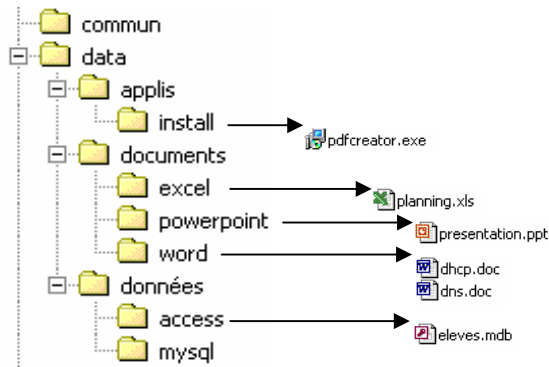 commun
data
applis
install
pdfcreator.exe
documents
excel
planning.xls
powerpoint
presentation.ppt
word
dhcp.doc
dns.doc
données
access
eleves.mdb
mysql